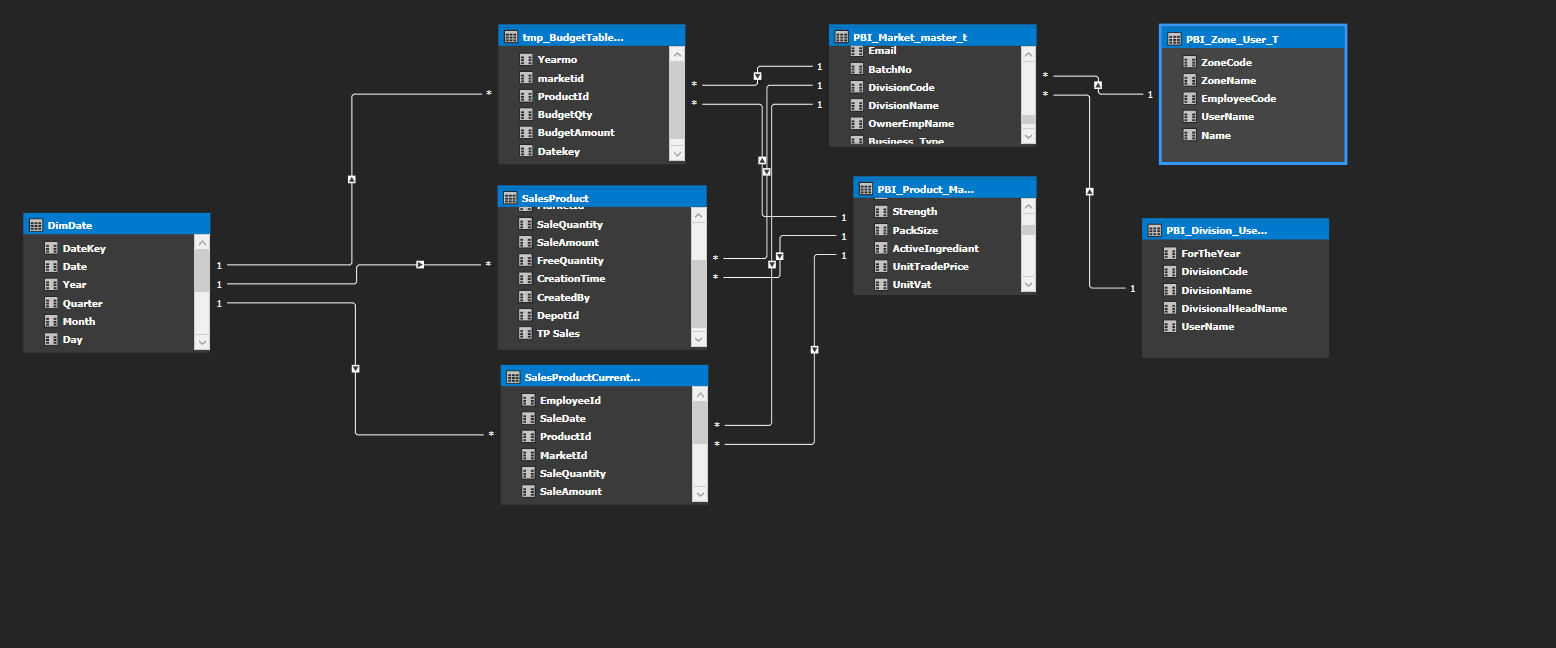 DimDate
DateKey
Date
Year
Quarter
Month
Day
1
1
1
*
*
*
tmp_BudgetTable...
Yearmo
marketid
ProductId
BudgetQty
BudgetAmount
Datekey
*
*
SalesProduct
MarketId
SaleQuantity
SaleAmount
FreeQuantity
CreationTime
CreatedBy
DepotId
TP Sales
*
*
SalesProductCurrent...
EmployeeId
SaleDate
ProductId
MarketId
SaleQuantity
SaleAmount
*
*
1
1
1
PBI_Market_master_t
Email
BatchNo
DivisionCode
DivisionName
OwnerEmpName
Business_Type
*
*
1
1
1
PBI_Product_Ma...
Strength
PackSize
ActiveIngrediant
UnitTradePrice
UnitVat
1
PBI_Zone_User_T
ZoneCode
ZoneName
EmployeeCode
UserName
Name
1
PBI_Division_Use...
ForTheYear
DivisionCode
DivisionName
DivisionalHeadName
UserName